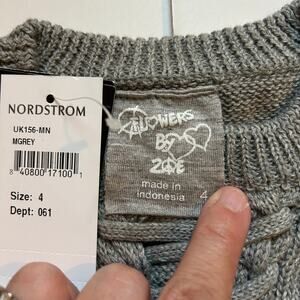 NORDSTROM
UK156-MN
MGREY
8 40800 17100 1
Size: 4
Dept: 061
FLOWERS
BY
ZOE
made in
indonesia
4